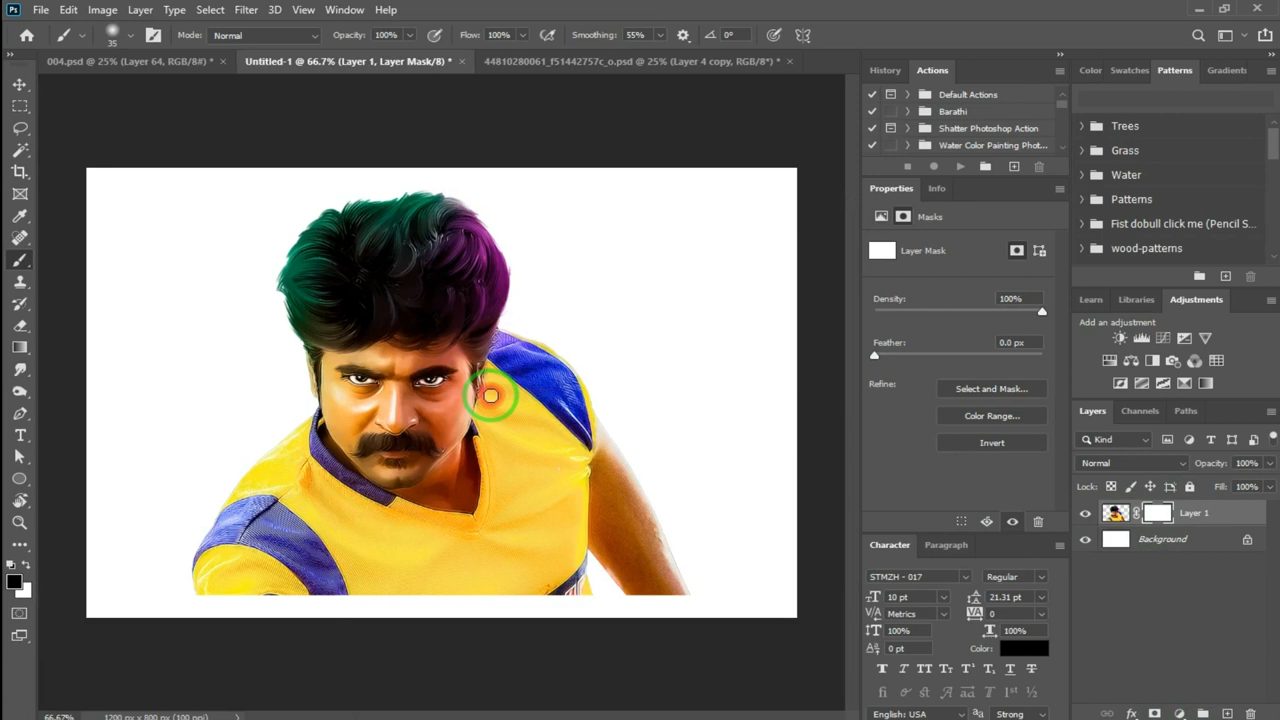 Ps File Edit Image Layer Type Select Filter 3D View Window Help
35 Mode: Normal Opacity: 100% Flow: 100% Smoothing: 55% 0°
004.psd @ 25% (Layer 64, RGB/8#) * × Untitled-1 @ 66.7% (Layer 1, Layer Mask/8) * × 44810280061_f51442757c_o.psd @ 25% (Layer 4 copy, RGB/8*) * ×
History Actions
Default Actions
Barathi
Shatter Photoshop Action
Water Color Painting Phot...
Properties Info
Masks
Layer Mask
Density: 100%
Feather: 0.0 px
Refine: Select and Mask...
Color Range...
Invert
Character Paragraph
STMZH - 017 Regular
10 pt 21.31 pt
Metrics 0
100% 100%
0 pt Color:
English: USA Strong
Color Swatches Patterns Gradients
Trees
Grass
Water
Patterns
Fist dobull click me (Pencil S...
wood-patterns
Learn Libraries Adjustments
Add an adjustment
Layers Channels Paths
Kind
Normal Opacity: 100%
Lock: Fill: 100%
Layer 1
Background
66.67% 1200 px x 800 px (100 ppi)